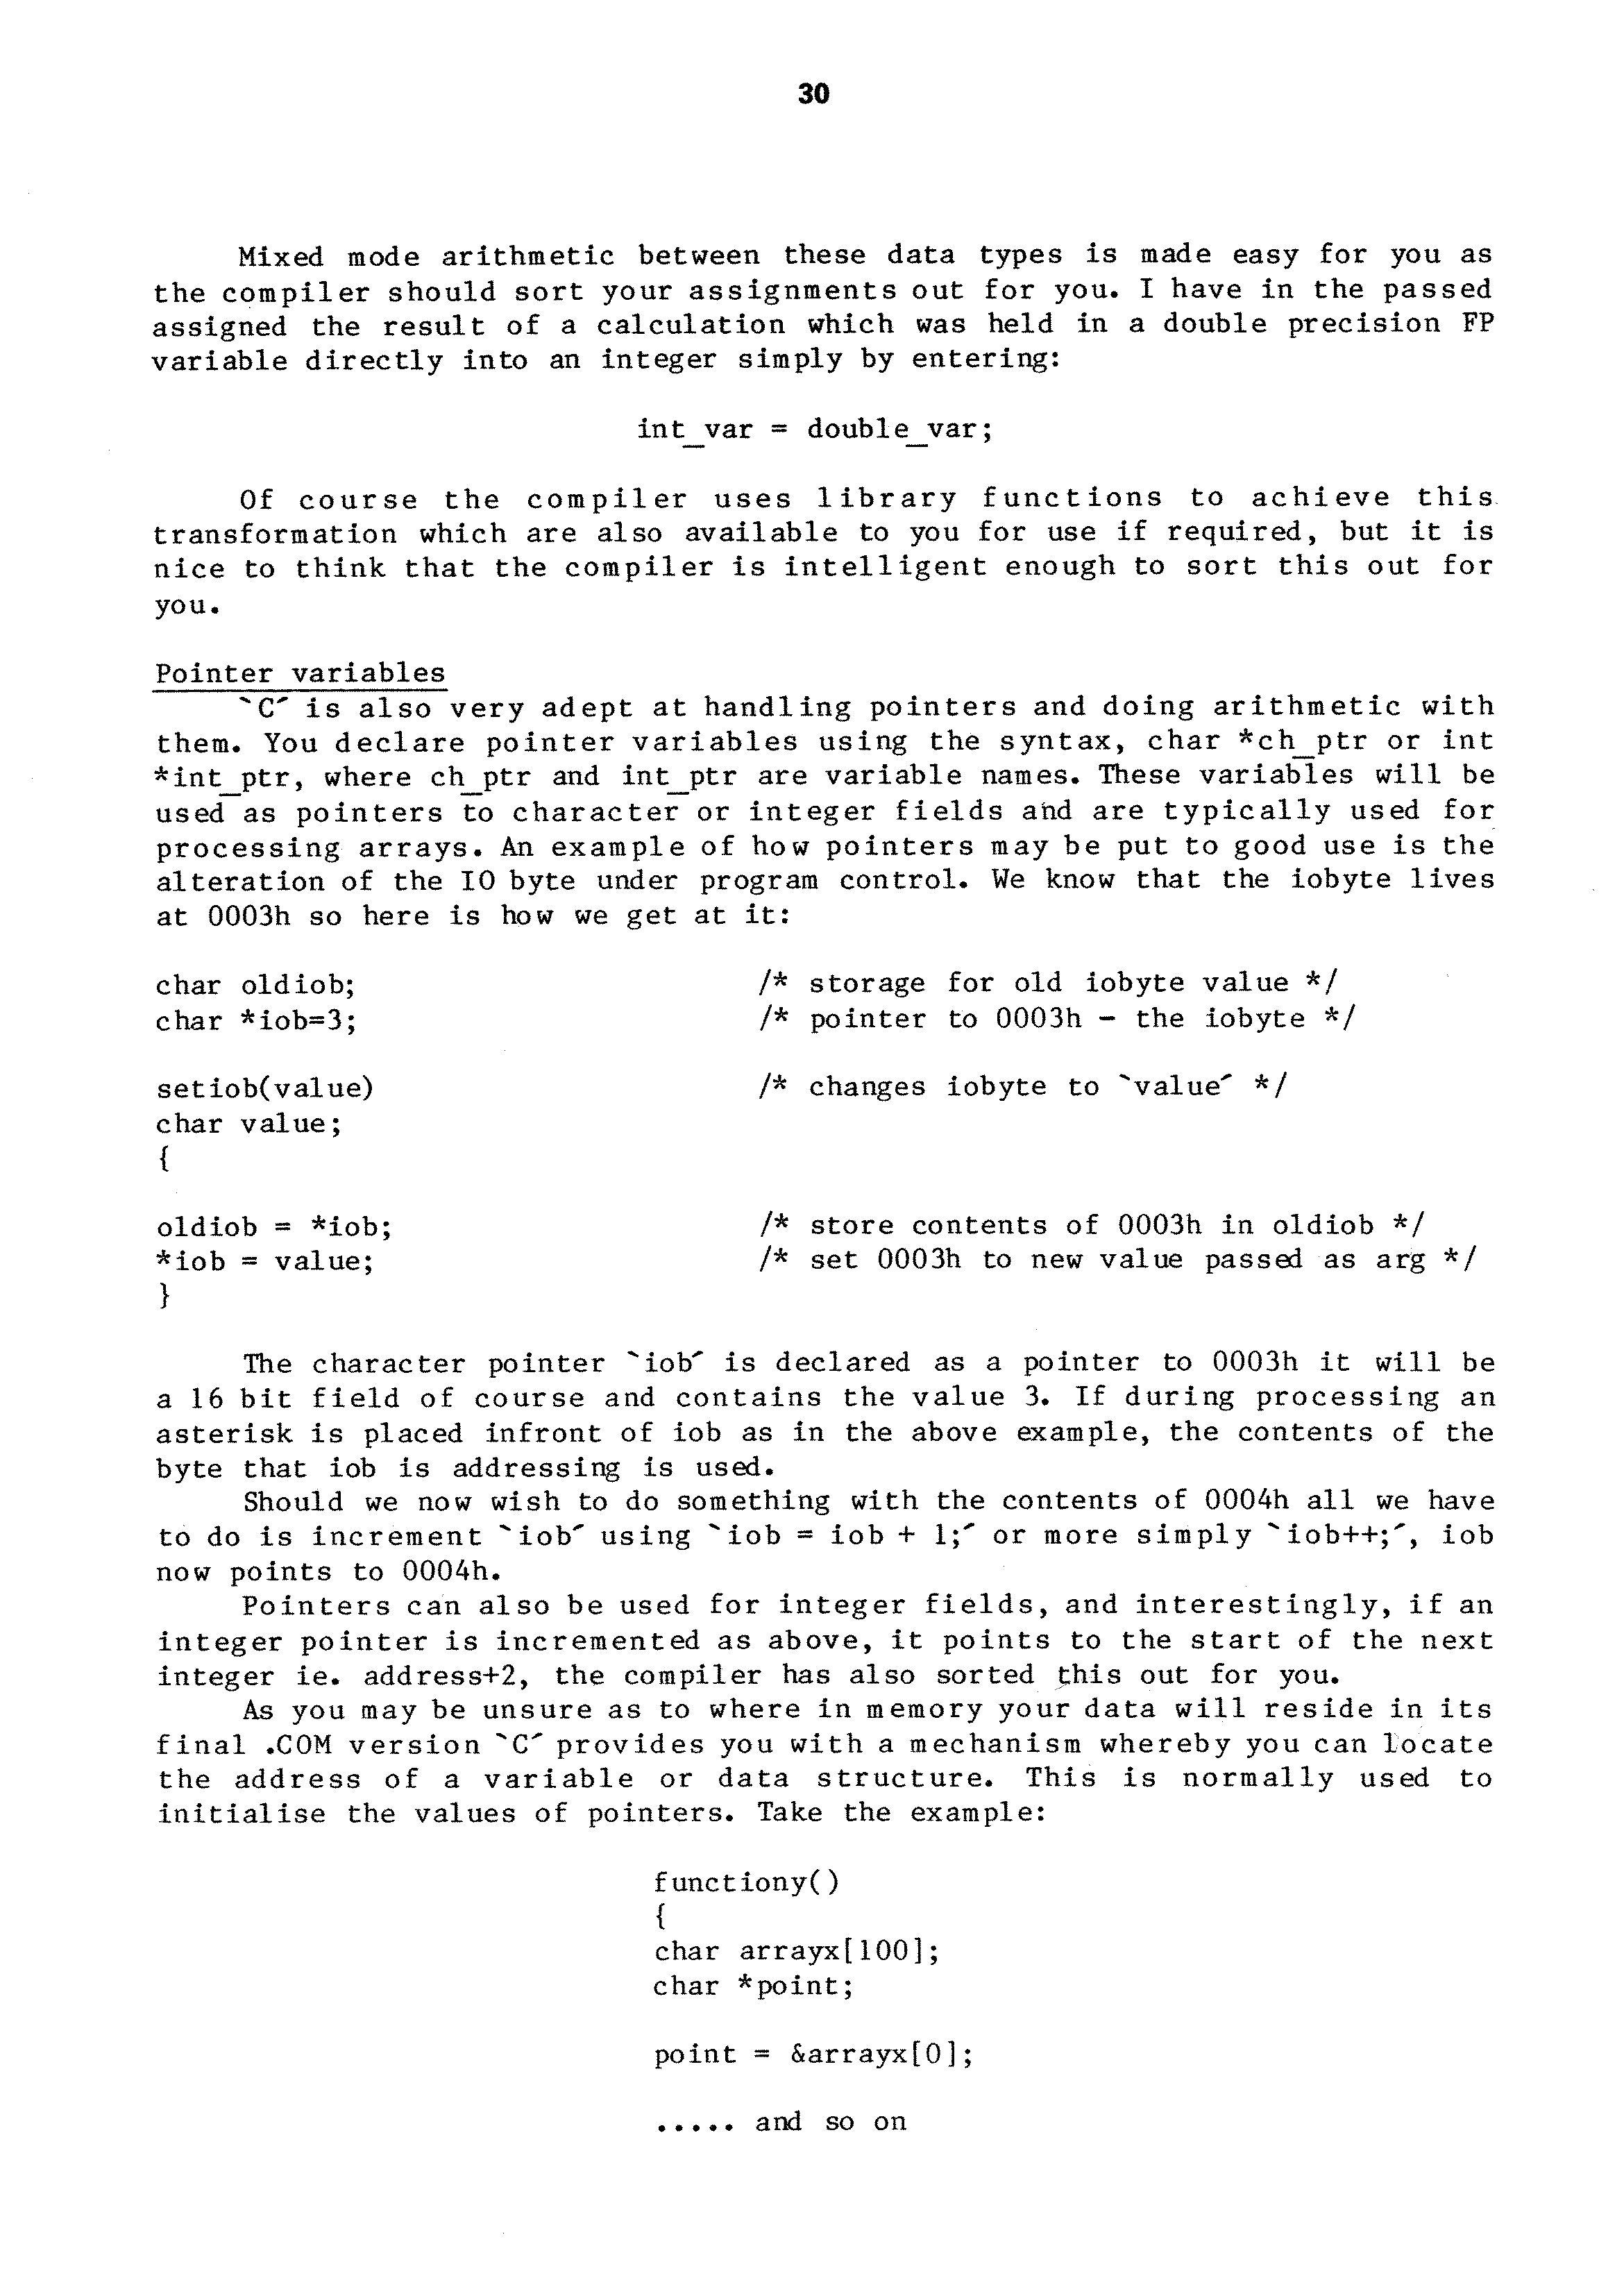 30
Mixed mode arithmetic between these data types is made easy for you as
the compiler should sort your assignments out for you. I have in the passed
assigned the result of a calculation which was held in a double precision FP
variable directly into an integer simply by entering:
int_var = double_var;
Of course the compiler uses library functions to achieve this
transformation which are also available to you for use if required, but it is
nice to think that the compiler is intelligent enough to sort this out for
you.
Pointer variables
`C´ is also very adept at handling pointers and doing arithmetic with
them. You declare pointer variables using the syntax, char *ch_ptr or int
*int_ptr, where ch_ptr and int_ptr are variable names. These variables will be
used as pointers to character or integer fields and are typically used for
processing arrays. An example of how pointers may be put to good use is the
alteration of the IO byte under program control. We know that the iobyte lives
at 0003h so here is how we get at it:
char oldiob; /* storage for old iobyte value */
char *iob=3; /* pointer to 0003h - the iobyte */
setiob(value) /* changes iobyte to `value´ */
char value;
{
oldiob = *iob; /* store contents of 0003h in oldiob */
*iob = value; /* set 0003h to new value passed as arg */
}
The character pointer `iob´ is declared as a pointer to 0003h it will be
a 16 bit field of course and contains the value 3. If during processing an
asterisk is placed infront of iob as in the above example, the contents of the
byte that iob is addressing is used.
Should we now wish to do something with the contents of 0004h all we have
to do is increment `iob´ using `iob = iob + 1;´ or more simply `iob++;´, iob
now points to 0004h.
Pointers can also be used for integer fields, and interestingly, if an
integer pointer is incremented as above, it points to the start of the next
integer ie. address+2, the compiler has also sorted this out for you.
As you may be unsure as to where in memory your data will reside in its
final .COM version `C´ provides you with a mechanism whereby you can locate
the address of a variable or data structure. This is normally used to
initialise the values of pointers. Take the example:
functiony()
{
char arrayx[100];
char *point;
point = &arrayx[0];
..... and so on